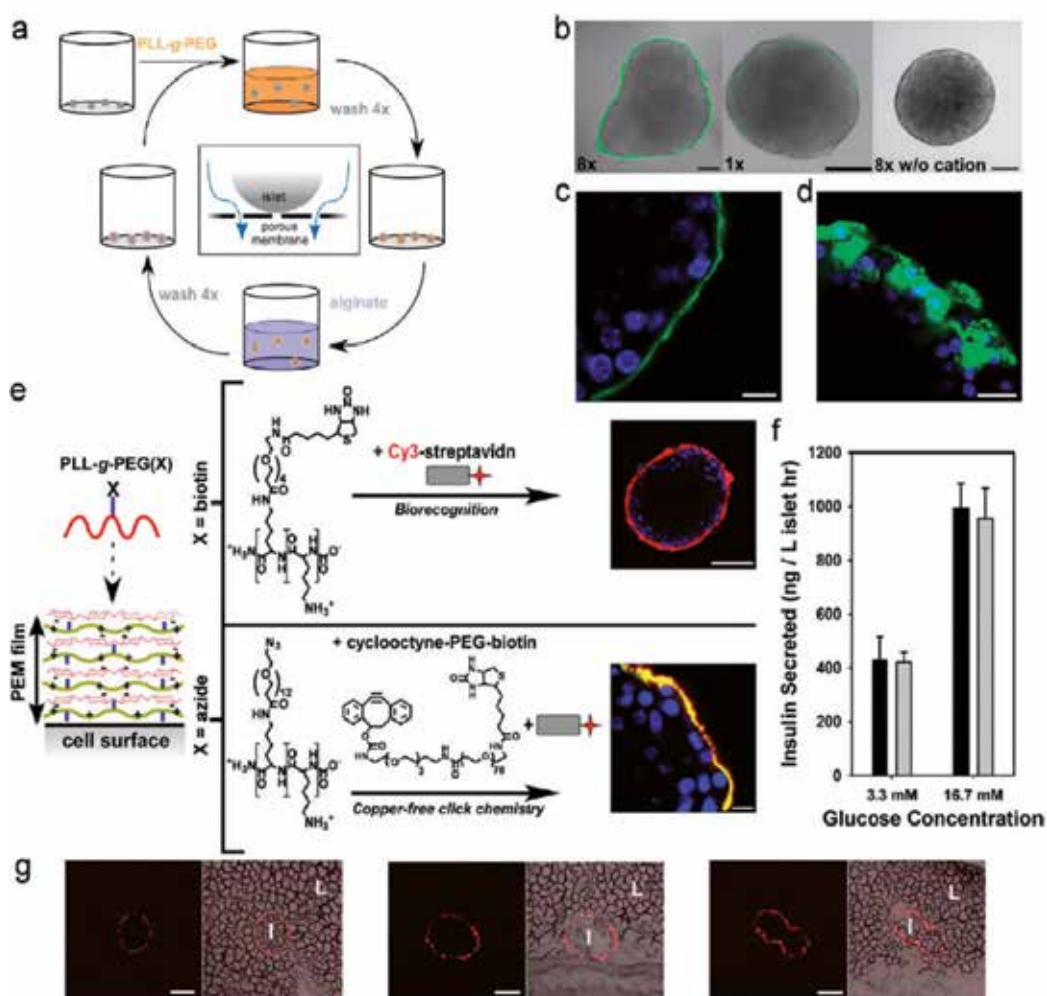 a
PLL-g-PEG
wash 4x
islet
porous
membrane
wash 4x
alginate
b
8x
1x
8x w/o cation
c
d
e
PLL-g-PEG(X)
X
PEM film
cell surface
X = biotin
+ Cy3-streptavidn
Biorecognition
X = azide
+ cyclooctyne-PEG-biotin
+
Copper-free click chemistry
f
Insulin Secreted (ng / L islet hr)
1200
1000
800
600
400
200
0
3.3 mM
16.7 mM
Glucose Concentration
g
L
I
L
I
L
I